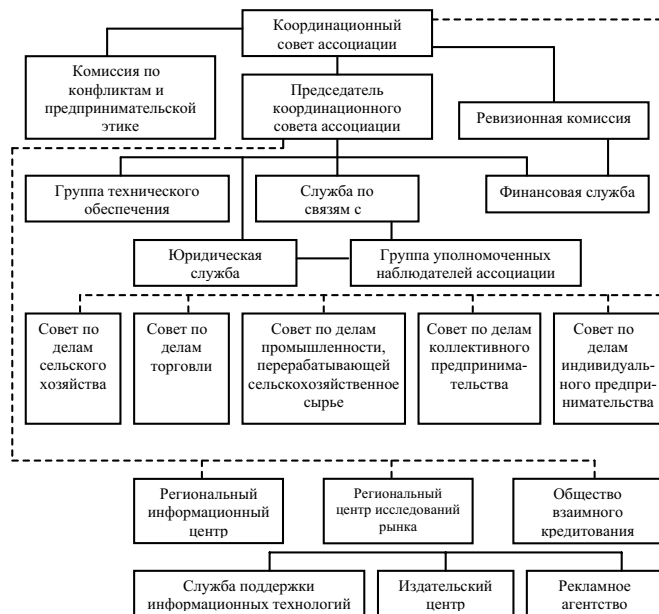 Координационный
совет ассоциации
Комиссия по
конфликтам и
предпринимательской
этике
Председатель
координационного
совета ассоциации
Ревизионная комиссия
Группа технического
обеспечения
Служба по
связям с
Финансовая служба
Юридическая
служба
Группа уполномоченных
наблюдателей ассоциации
Совет по
делам
сельского
хозяйства
Совет по
делам
торговли
Совет по делам
промышленности,
перерабатывающей
сельскохозяйственное
сырье
Совет по делам
коллективного
предпринима-
тельства
Совет по
делам
индивидуаль-
ного предпри-
нимательства
Региональный
информационный
центр
Региональный
центр исследований
рынка
Общество
взаимного
кредитования
Служба поддержки
информационных технологий
Издательский
центр
Рекламное
агентство